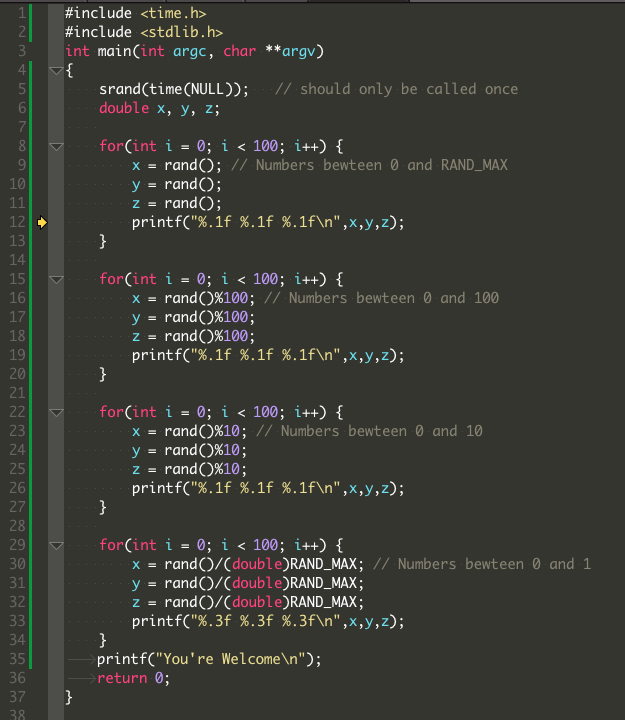 1 #include <time.h>
2 #include <stdlib.h>
3 int main(int argc, char **argv)
4 {
5 srand(time(NULL)); // should only be called once
6 double x, y, z;
7
8 for(int i = 0; i < 100; i++) {
9 x = rand(); // Numbers bewteen 0 and RAND_MAX
10 y = rand();
11 z = rand();
12 printf("%.1f %.1f %.1f\n",x,y,z);
13 }
14
15 for(int i = 0; i < 100; i++) {
16 x = rand()%100; // Numbers bewteen 0 and 100
17 y = rand()%100;
18 z = rand()%100;
19 printf("%.1f %.1f %.1f\n",x,y,z);
20 }
21
22 for(int i = 0; i < 100; i++) {
23 x = rand()%10; // Numbers bewteen 0 and 10
24 y = rand()%10;
25 z = rand()%10;
26 printf("%.1f %.1f %.1f\n",x,y,z);
27 }
28
29 for(int i = 0; i < 100; i++) {
30 x = rand()/(double)RAND_MAX; // Numbers bewteen 0 and 1
31 y = rand()/(double)RAND_MAX;
32 z = rand()/(double)RAND_MAX;
33 printf("%.3f %.3f %.3f\n",x,y,z);
34 }
35 printf("You're Welcome\n");
36 return 0;
37 }
38